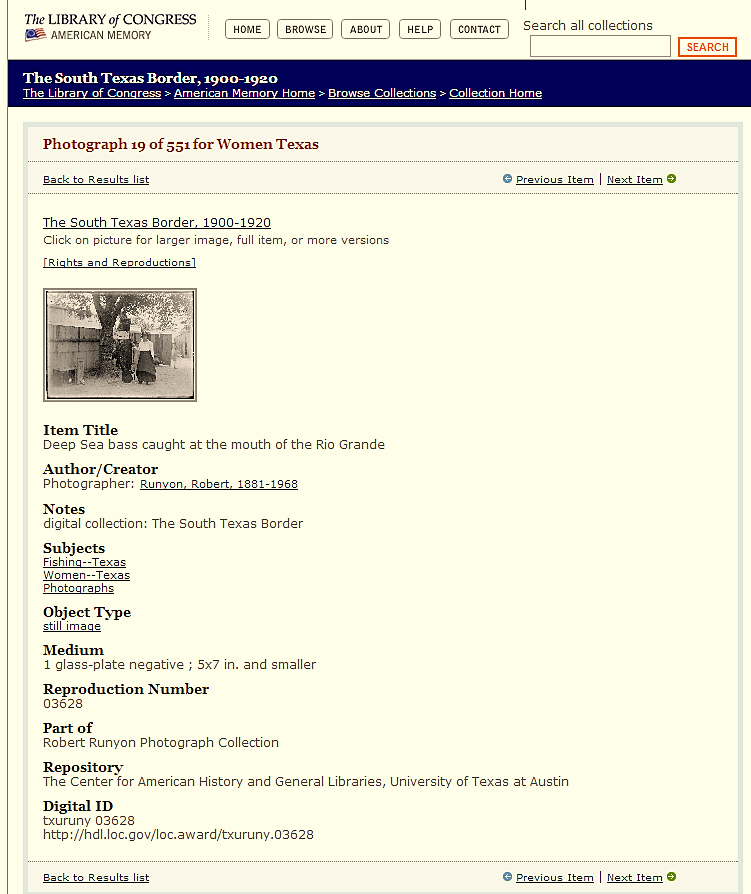 The LIBRARY of CONGRESS
AMERICAN MEMORY
HOME BROWSE ABOUT HELP CONTACT
Search all collections
SEARCH
The South Texas Border, 1900-1920
The Library of Congress > American Memory Home > Browse Collections > Collection Home
Photograph 19 of 551 for Women Texas
Back to Results list Previous Item | Next Item
The South Texas Border, 1900-1920
Click on picture for larger image, full item, or more versions
[Rights and Reproductions]
Item Title
Deep Sea bass caught at the mouth of the Rio Grande
Author/Creator
Photographer: Runyon, Robert, 1881-1968
Notes
digital collection: The South Texas Border
Subjects
Fishing--Texas
Women--Texas
Photographs
Object Type
still image
Medium
1 glass-plate negative ; 5x7 in. and smaller
Reproduction Number
03628
Part of
Robert Runyon Photograph Collection
Repository
The Center for American History and General Libraries, University of Texas at Austin
Digital ID
txuruny 03628
http://hdl.loc.gov/loc.award/txuruny.03628
Back to Results list Previous Item | Next Item